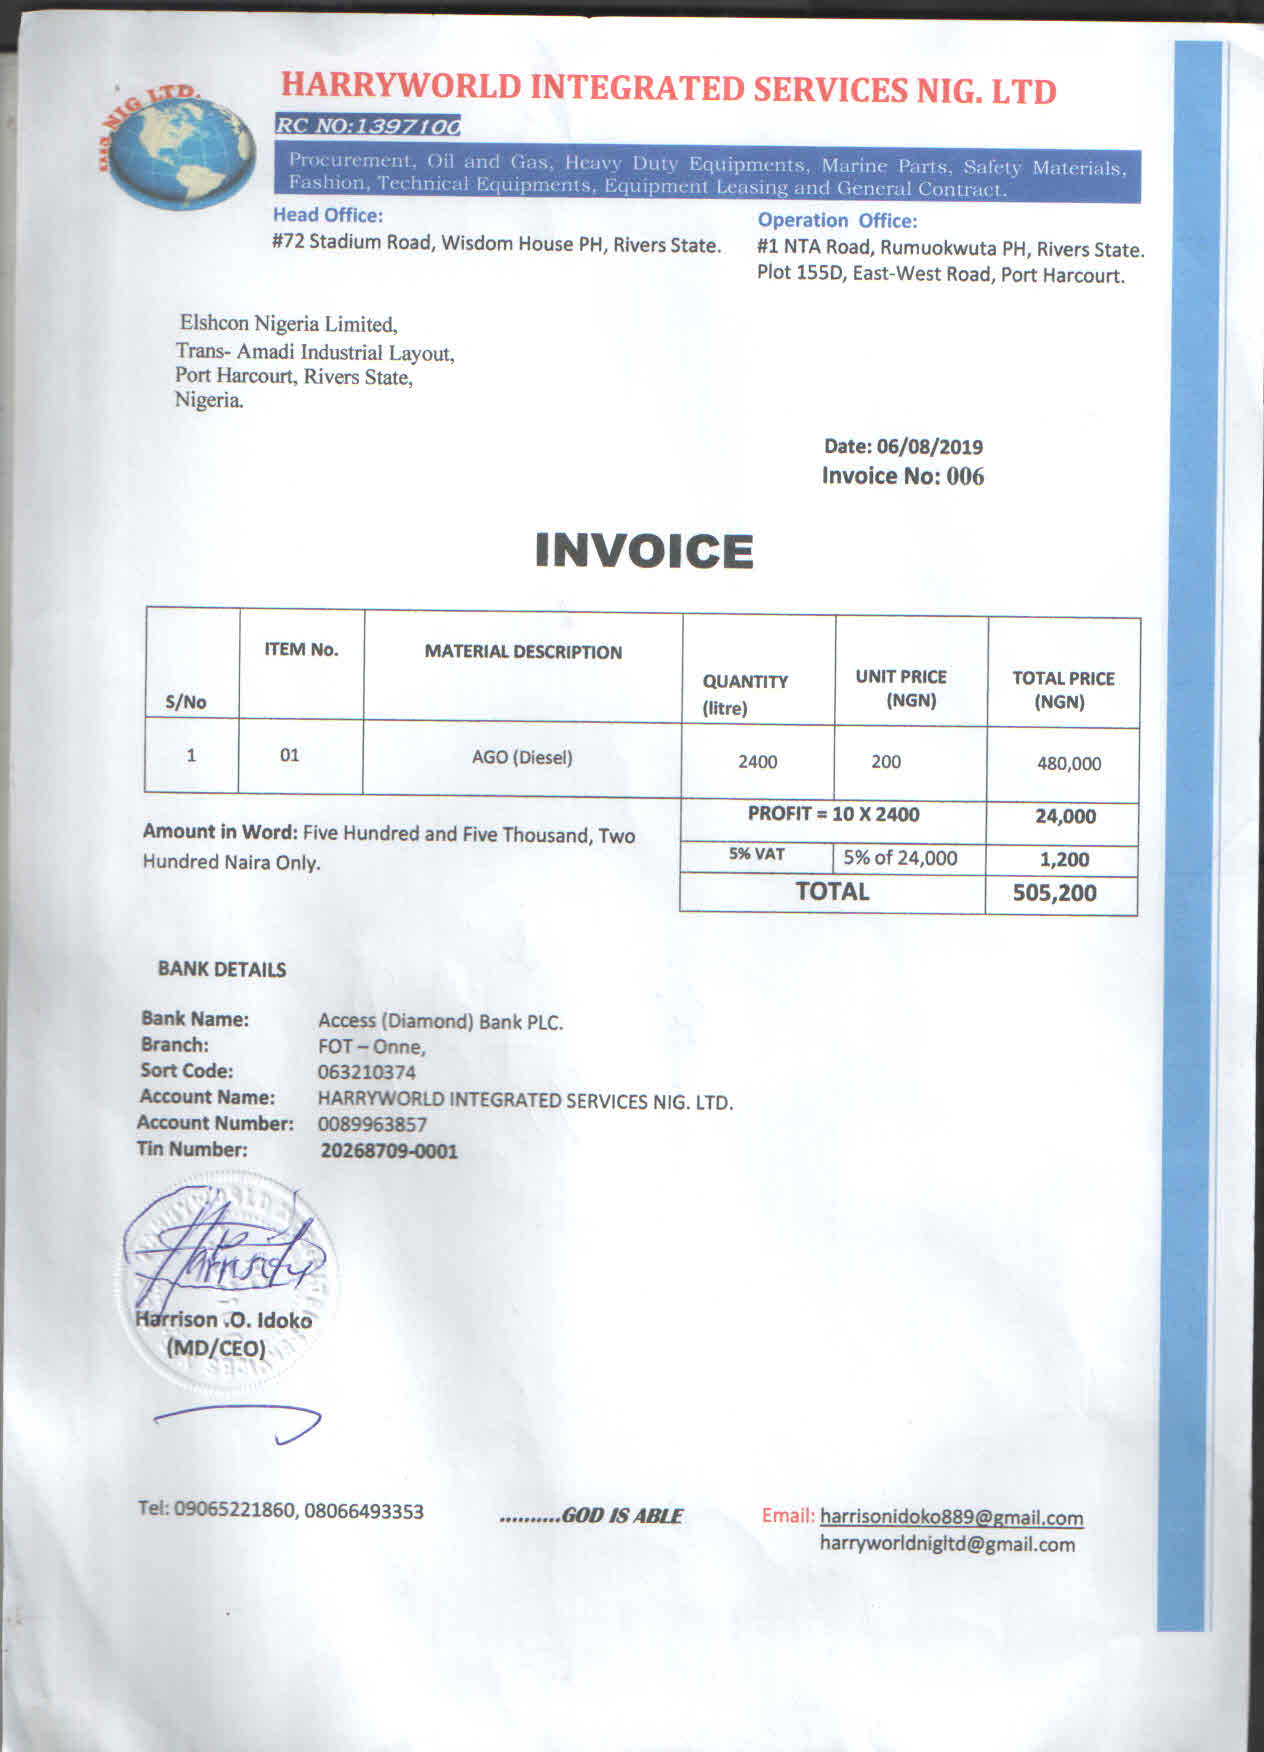 HIS NIG LTD.
HARRYWORLD INTEGRATED SERVICES NIG. LTD
RC NO:1397100
Procurement, Oil and Gas, Heavy Duty Equipments, Marine Parts, Safety Materials,
Fashion, Technical Equipments, Equipment Leasing and General Contract.
Head Office:
#72 Stadium Road, Wisdom House PH, Rivers State.
Operation Office:
#1 NTA Road, Rumuokwuta PH, Rivers State.
Plot 155D, East-West Road, Port Harcourt.
Elshcon Nigeria Limited,
Trans- Amadi Industrial Layout,
Port Harcourt, Rivers State,
Nigeria.
Date: 06/08/2019
Invoice No: 006
INVOICE
S/No ITEM No. MATERIAL DESCRIPTION QUANTITY (litre) UNIT PRICE (NGN) TOTAL PRICE (NGN)
1 01 AGO (Diesel) 2400 200 480,000
PROFIT = 10 X 2400 24,000
5% VAT 5% of 24,000 1,200
TOTAL 505,200
Amount in Word: Five Hundred and Five Thousand, Two
Hundred Naira Only.
BANK DETAILS
Bank Name: Access (Diamond) Bank PLC.
Branch: FOT – Onne,
Sort Code: 063210374
Account Name: HARRYWORLD INTEGRATED SERVICES NIG. LTD.
Account Number: 0089963857
Tin Number: 20268709-0001
Harrison .O. Idoko
(MD/CEO)
Tel: 09065221860, 08066493353
..........GOD IS ABLE
Email: harrisonidoko889@gmail.com
harryworldnigltd@gmail.com